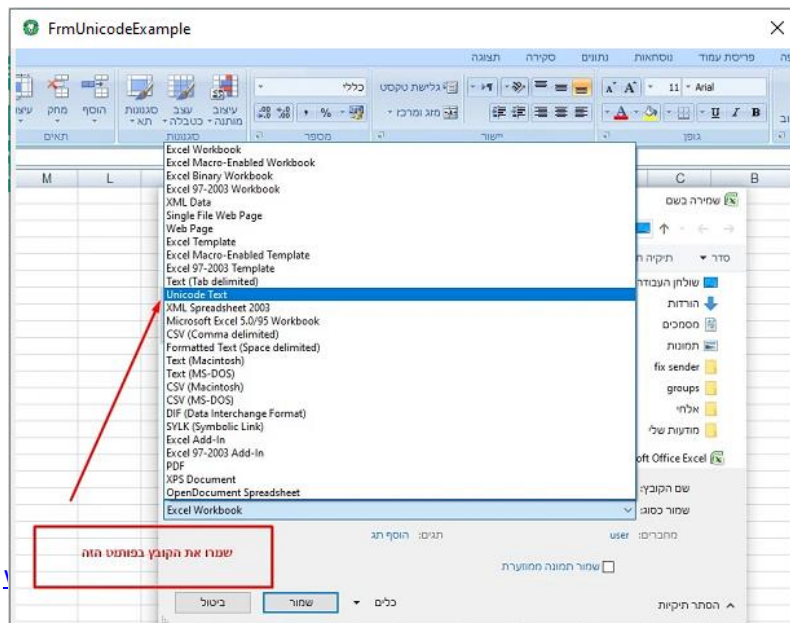 FrmUnicodeExample
פריסת עמוד נוסחאות נתונים סקירה תצוגה
Arial 11 גלישת טקסט כללי
מזג ומרכז
עיצוב מותנה עצב כטבלה סגנונות תא הוסף מחק
גופן יישור מספר סגנונות תאים
B C L M
שמירה בשם
סדר
שולחן העבודה
הורדות
מסמכים
תמונות
fix sender
groups
אלחי
מודעות שלי
oft Office Excel
Excel Workbook
Excel Macro-Enabled Workbook
Excel Binary Workbook
Excel 97-2003 Workbook
XML Data
Single File Web Page
Web Page
Excel Template
Excel Macro-Enabled Template
Excel 97-2003 Template
Text (Tab delimited)
Unicode Text
XML Spreadsheet 2003
Microsoft Excel 5.0/95 Workbook
CSV (Comma delimited)
Formatted Text (Space delimited)
Text (Macintosh)
Text (MS-DOS)
CSV (Macintosh)
CSV (MS-DOS)
DIF (Data Interchange Format)
SYLK (Symbolic Link)
Excel Add-In
Excel 97-2003 Add-In
PDF
XPS Document
OpenDocument Spreadsheet
שם הקובץ:
שמור כסוג: Excel Workbook
מחברים: user תגים: הוסף תג
שמור תמונה ממוזערת
שמרו את הקובץ בפורמט הזה
הסתר תיקיות כלים שמור ביטול